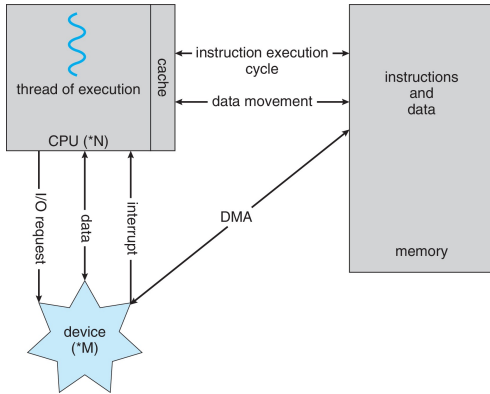 thread of execution
cache
CPU (*N)
instruction execution
cycle
data movement
instructions
and
data
memory
I/O request
data
interrupt
DMA
device
(*M)